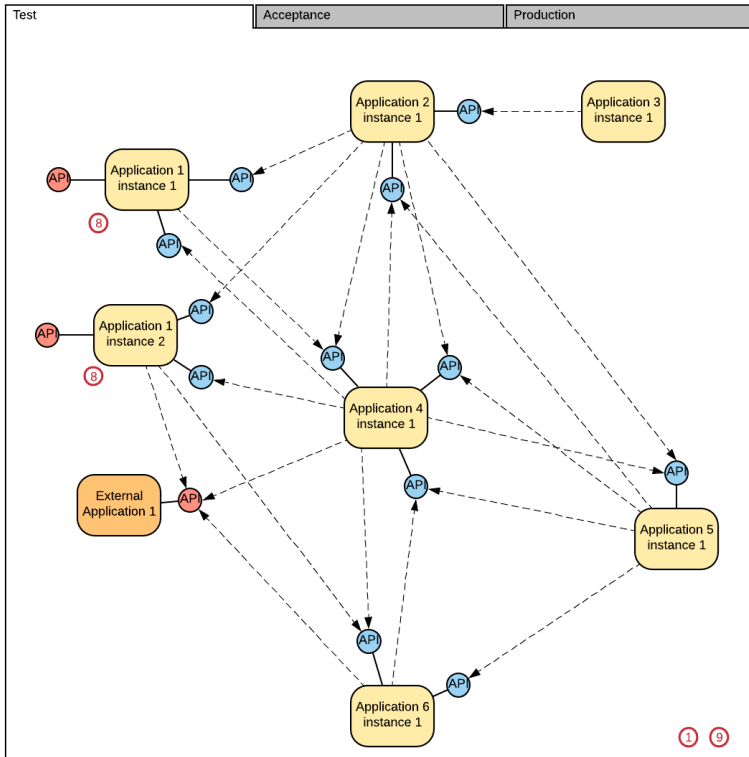 Test
Acceptance
Production
Application 2
instance 1
API
Application 3
instance 1
API
Application 1
instance 1
API
API
8
API
API
Application 1
instance 2
API
API
8
API
API
Application 4
instance 1
API
API
External
Application 1
API
Application 5
instance 1
API
API
Application 6
instance 1
API
1
9